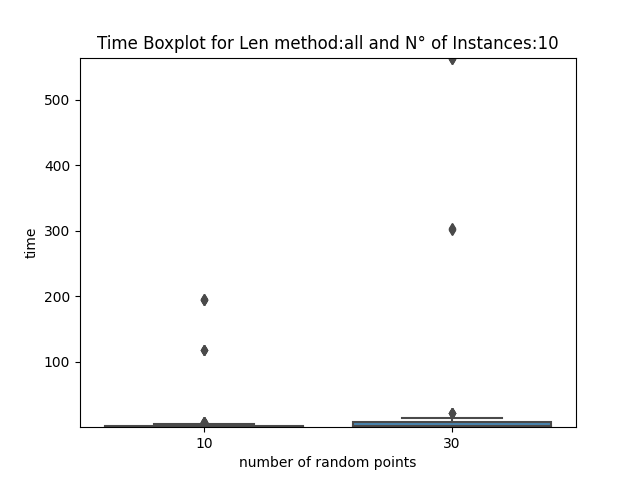 Time Boxplot for Len method:all and N° of Instances:10
500
400
300
200
100
time
10 30
number of random points